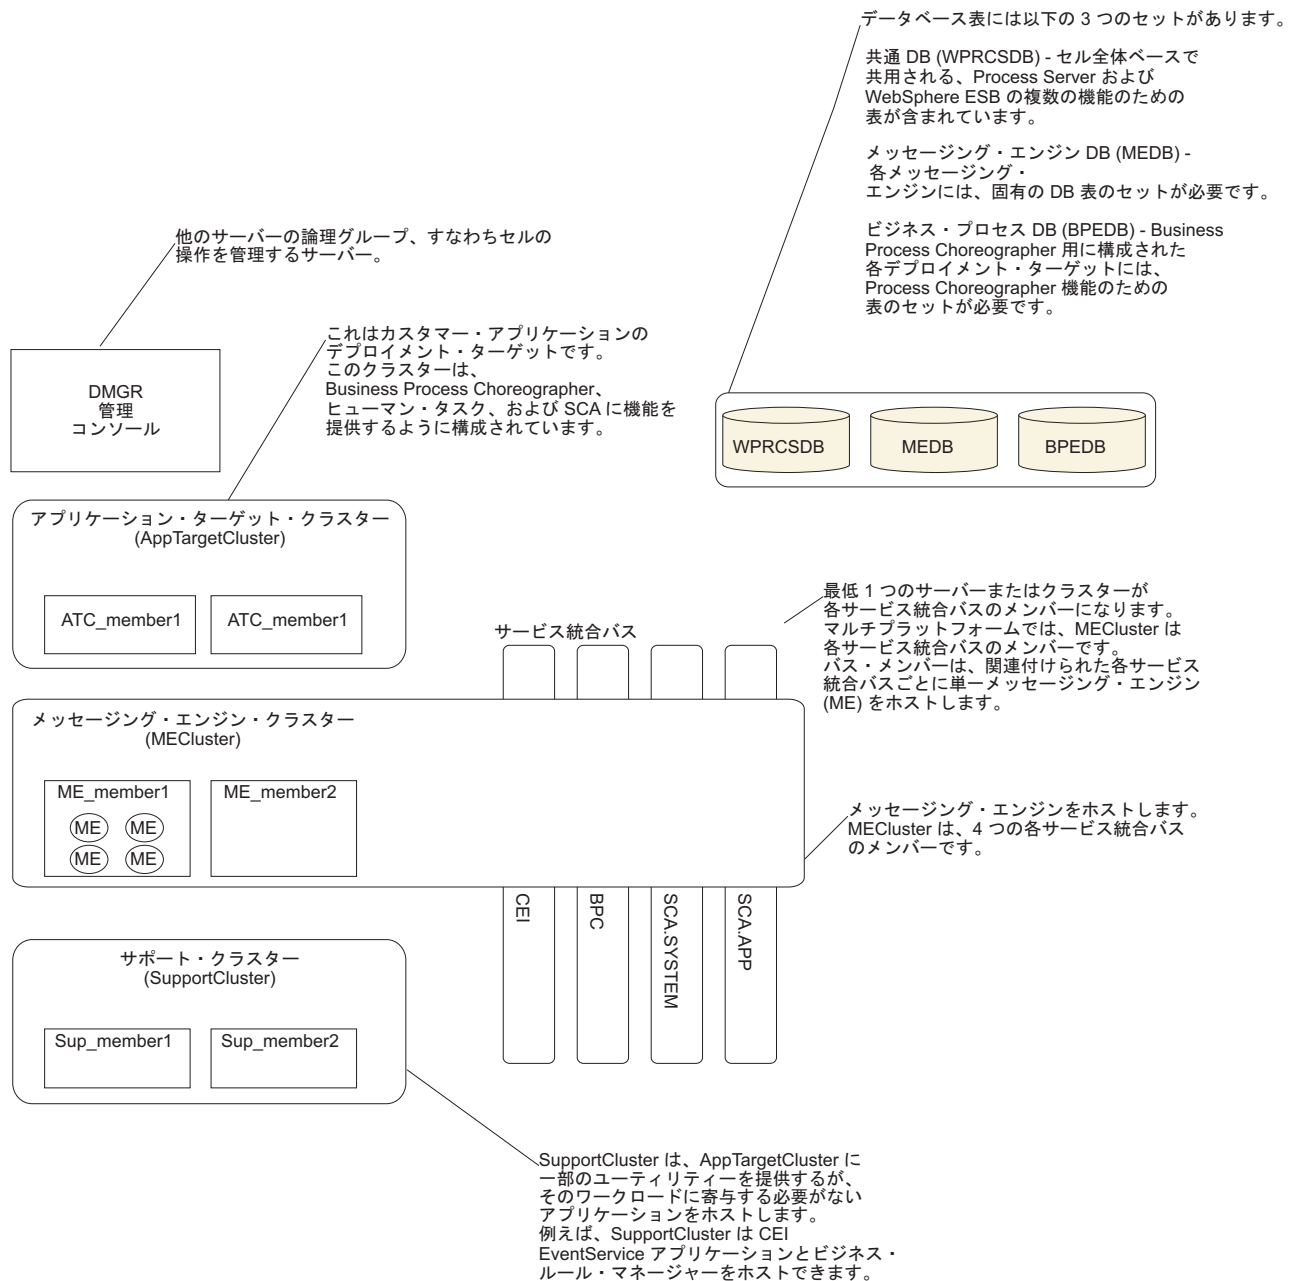 データベース表には以下の 3 つのセットがあります。
共通 DB (WPRCSDB) - セル全体ベースで
共用される、Process Server および
WebSphere ESB の複数の機能のための
表が含まれています。
メッセージング・エンジン DB (MEDB) -
各メッセージング・
エンジンには、固有の DB 表のセットが必要です。
ビジネス・プロセス DB (BPEDB) - Business
Process Choreographer 用に構成された
各デプロイメント・ターゲットには、
Process Choreographer 機能のための
表のセットが必要です。
他のサーバーの論理グループ、すなわちセルの
操作を管理するサーバー。
これはカスタマー・アプリケーションの
デプロイメント・ターゲットです。
このクラスターは、
Business Process Choreographer、
ヒューマン・タスク、および SCA に機能を
提供するように構成されています。
DMGR
管理
コンソール
WPRCSDB
MEDB
BPEDB
アプリケーション・ターゲット・クラスター
(AppTargetCluster)
ATC_member1
ATC_member1
サービス統合バス
最低 1 つのサーバーまたはクラスターが
各サービス統合バスのメンバーになります。
マルチプラットフォームでは、MECluster は
各サービス統合バスのメンバーです。
バス・メンバーは、関連付けられた各サービス
統合バスごとに単一メッセージング・エンジン
(ME) をホストします。
メッセージング・エンジン・クラスター
(MECluster)
ME_member1
ME
ME
ME
ME
ME_member2
メッセージング・エンジンをホストします。
MECluster は、4 つの各サービス統合バス
のメンバーです。
CEI
BPC
SCA.SYSTEM
SCA.APP
サポート・クラスター
(SupportCluster)
Sup_member1
Sup_member2
SupportCluster は、AppTargetCluster に
一部のユーティリティーを提供するが、
そのワークロードに寄与する必要がない
アプリケーションをホストします。
例えば、SupportCluster は CEI
EventService アプリケーションとビジネス・
ルール・マネージャーをホストできます。